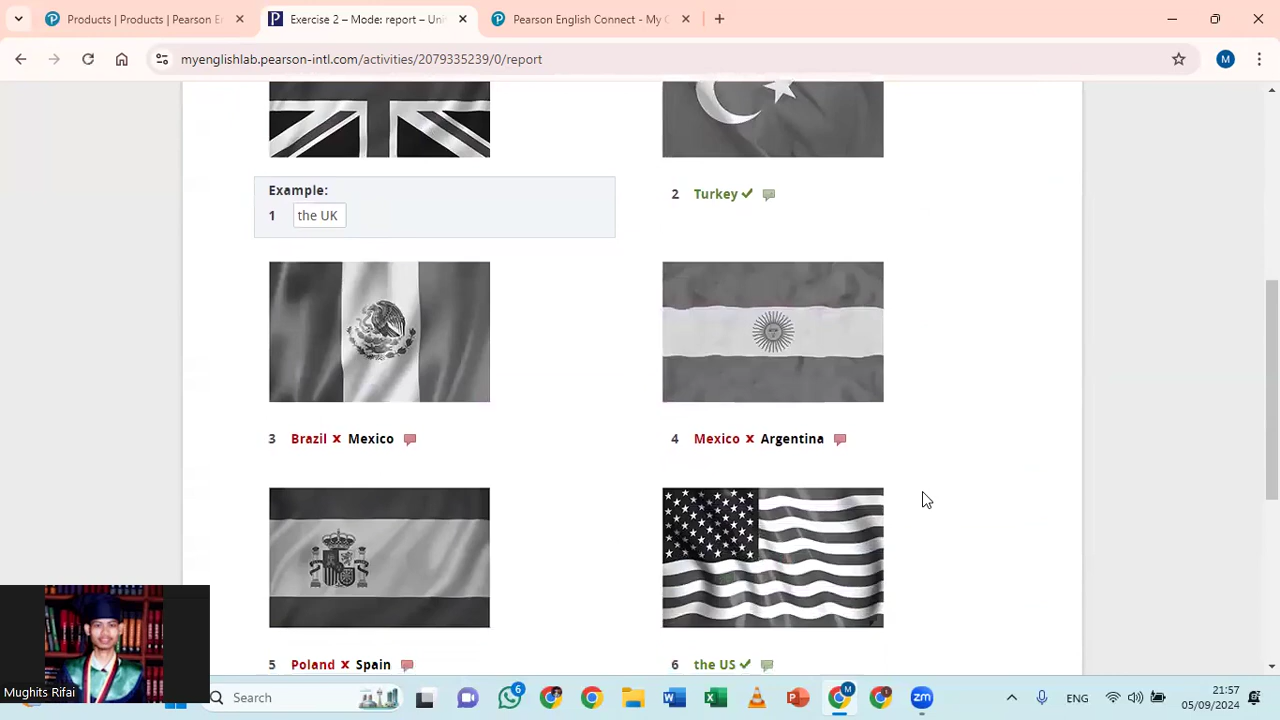 Products | Products | Pearson E
Exercise 2 – Mode: report – Uni
Pearson English Connect - My C
myenglishlab.pearson-intl.com/activities/2079335239/0/report
M
Example:
1 the UK
2 Turkey
3 Brazil x Mexico
4 Mexico x Argentina
5 Poland x Spain
6 the US
Mughits Rifai
Search
6
M
zm
ENG
21:57
05/09/2024